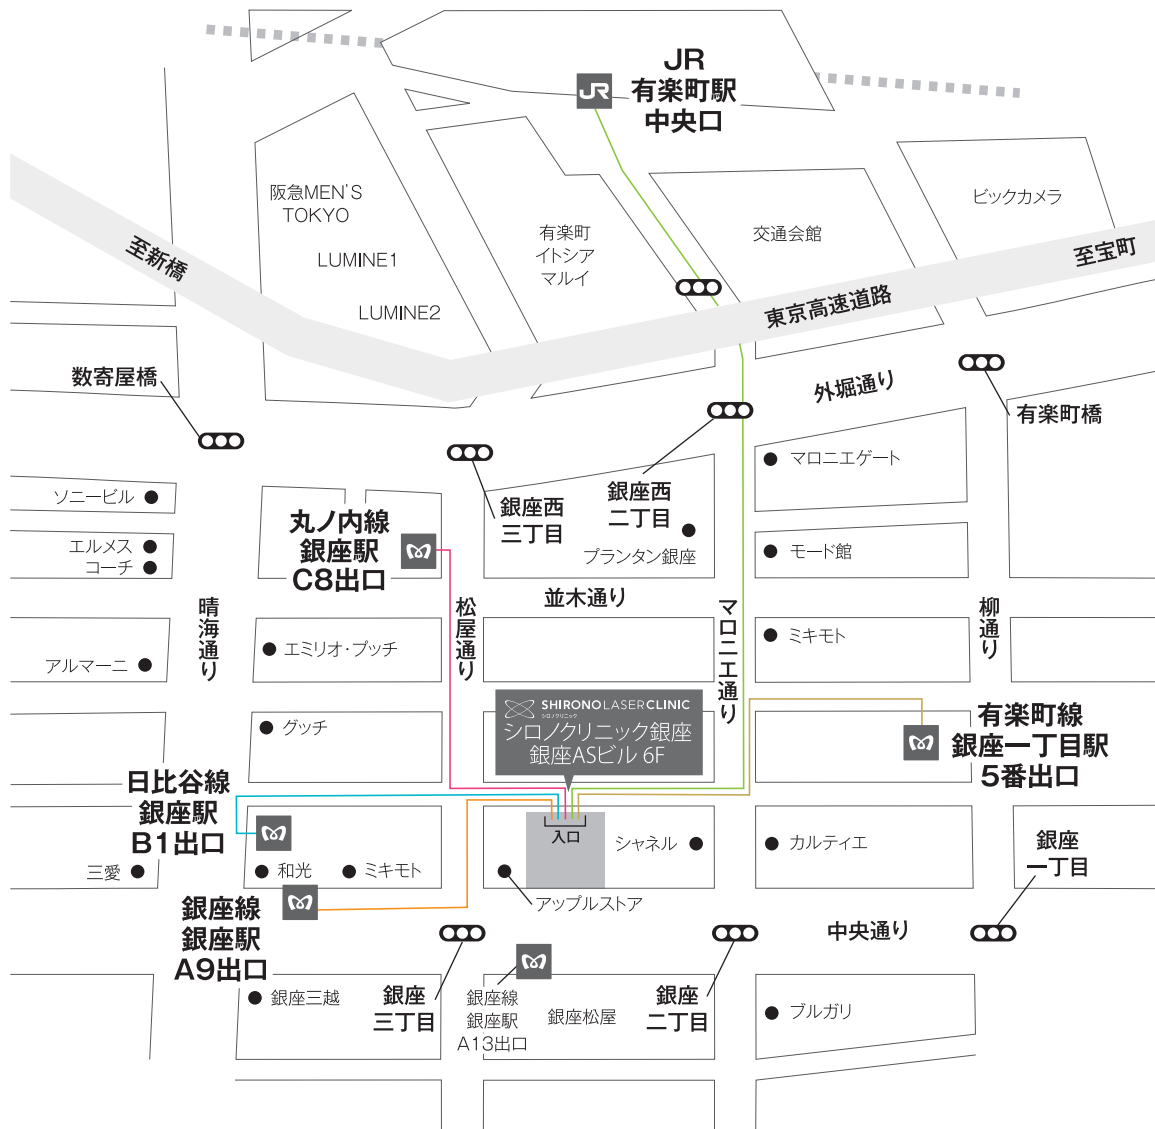 JR
有楽町駅
中央口
JR
阪急MEN'S
TOKYO
LUMINE1
LUMINE2
有楽町
イトシア
マルイ
交通会館
ビックカメラ
至新橋
至宝町
東京高速道路
数寄屋橋
外堀通り
有楽町橋
マロニエゲート
ソニービル
銀座西
三丁目
銀座西
二丁目
プランタン銀座
丸ノ内線
銀座駅
C8出口
エルメス
コーチ
モード館
並木通り
晴海通り
松屋通り
マロニエ通り
柳通り
エミリオ・プッチ
ミキモト
アルマーニ
グッチ
SHIRONO LASER CLINIC
シロノクリニック
シロノクリニック銀座
銀座ASビル 6F
有楽町線
銀座一丁目駅
5番出口
日比谷線
銀座駅
B1出口
入口
シャネル
カルティエ
銀座
一丁目
三愛
和光
ミキモト
アップルストア
銀座線
銀座駅
A9出口
中央通り
銀座三越
銀座
三丁目
銀座線
銀座駅
A13出口
銀座松屋
銀座
二丁目
ブルガリ